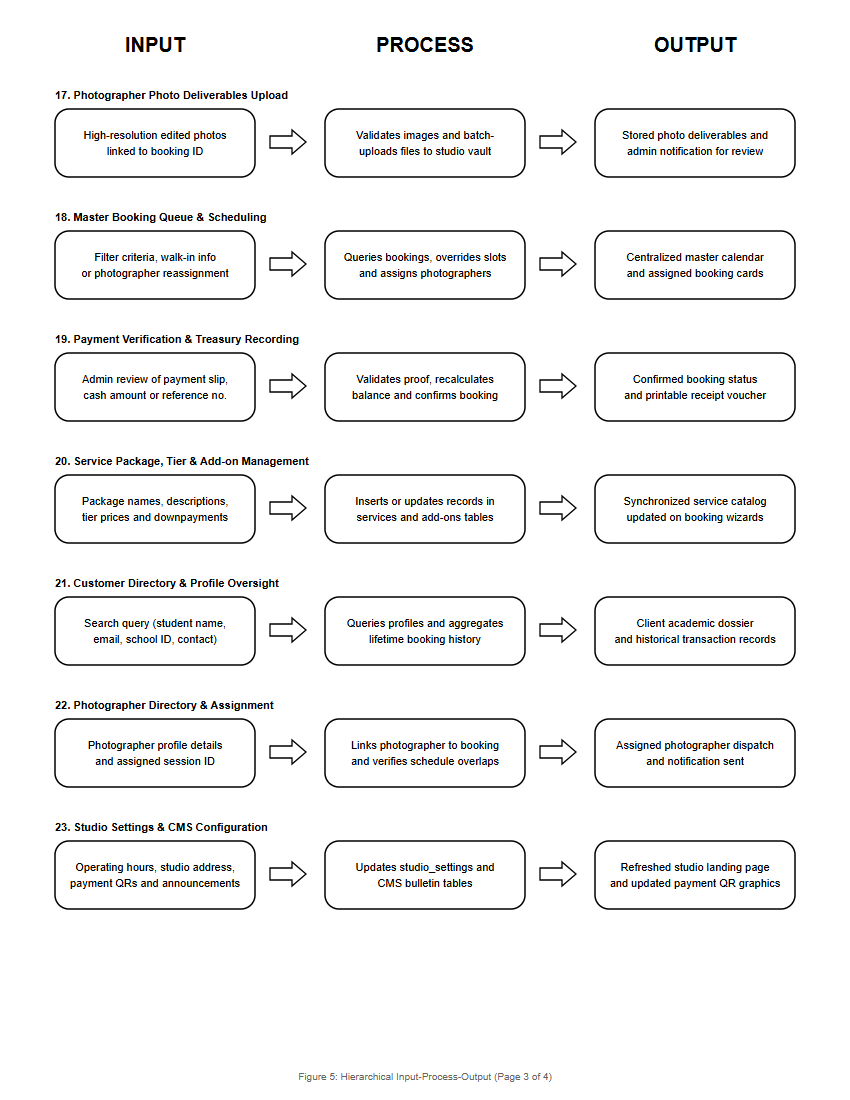 INPUT
PROCESS
OUTPUT
17. Photographer Photo Deliverables Upload
High-resolution edited photos
linked to booking ID
Validates images and batch-
uploads files to studio vault
Stored photo deliverables and
admin notification for review
18. Master Booking Queue & Scheduling
Filter criteria, walk-in info
or photographer reassignment
Queries bookings, overrides slots
and assigns photographers
Centralized master calendar
and assigned booking cards
19. Payment Verification & Treasury Recording
Admin review of payment slip,
cash amount or reference no.
Validates proof, recalculates
balance and confirms booking
Confirmed booking status
and printable receipt voucher
20. Service Package, Tier & Add-on Management
Package names, descriptions,
tier prices and downpayments
Inserts or updates records in
services and add-ons tables
Synchronized service catalog
updated on booking wizards
21. Customer Directory & Profile Oversight
Search query (student name,
email, school ID, contact)
Queries profiles and aggregates
lifetime booking history
Client academic dossier
and historical transaction records
22. Photographer Directory & Assignment
Photographer profile details
and assigned session ID
Links photographer to booking
and verifies schedule overlaps
Assigned photographer dispatch
and notification sent
23. Studio Settings & CMS Configuration
Operating hours, studio address,
payment QRs and announcements
Updates studio_settings and
CMS bulletin tables
Refreshed studio landing page
and updated payment QR graphics
Figure 5: Hierarchical Input-Process-Output (Page 3 of 4)